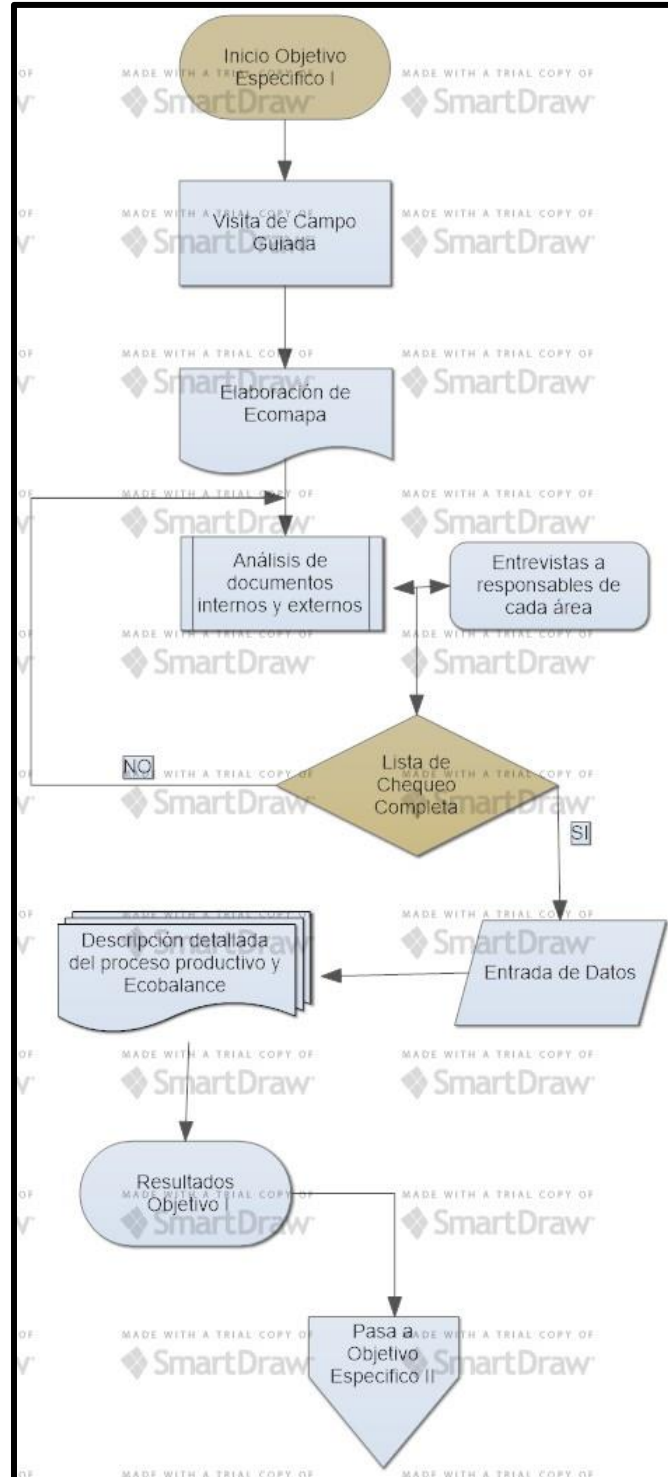 Inicio Objetivo
Especifico I
Visita de Campo
Guiada
Elaboración de
Ecomapa
Análisis de
documentos
internos y externos
Entrevistas a
responsables de
cada área
Lista de
Chequeo
Completa
NO
SI
Entrada de Datos
Descripción detallada
del proceso productivo y
Ecobalance
Resultados
Objetivo I
Pasa a
Objetivo
Especifico II
MADE WITH A TRIAL COPY OF
SmartDraw